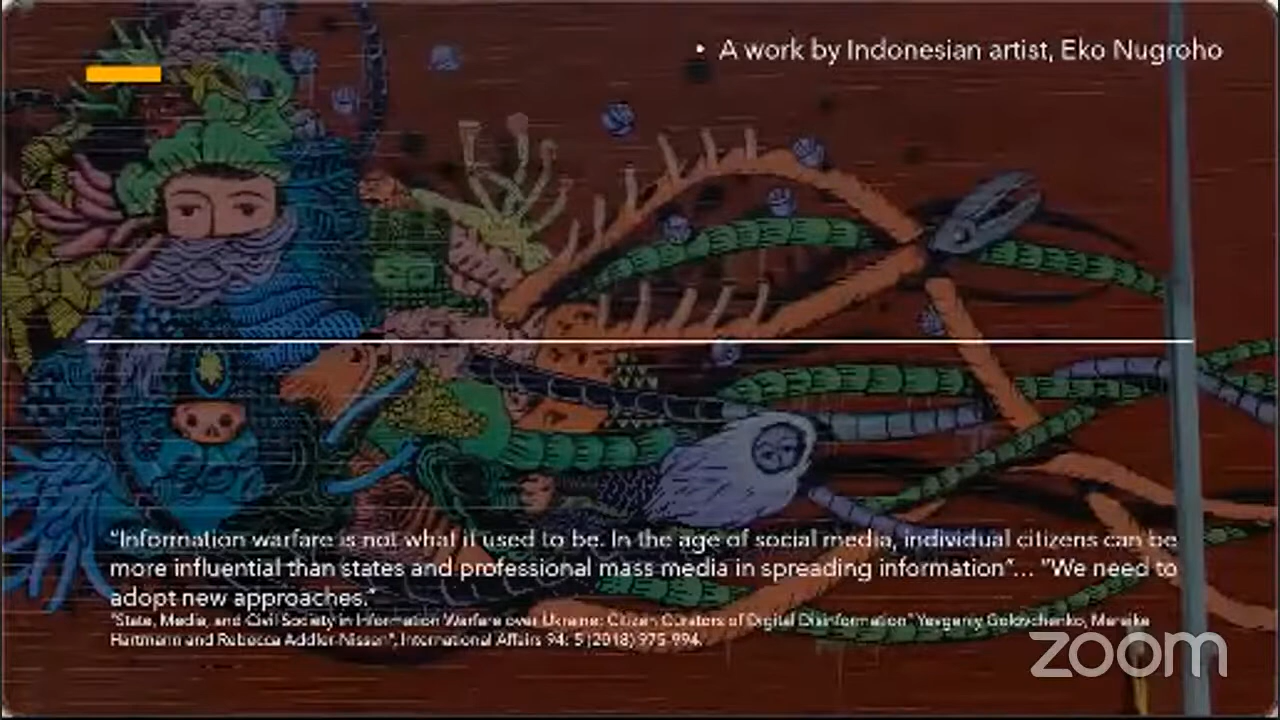 • A work by Indonesian artist, Eko Nugroho
“Information warfare is not what it used to be. In the age of social media, individual citizens can be
more influential than states and professional mass media in spreading information”... “We need to
adopt new approaches.”
“State, Media, and Civil Society in Information Warfare over Ukraine: Citizen Curators of Digital Disinformation” Yevgeniy Golovchenko, Mareike
Hartmann and Rebecca Addler-Nissen”, International Affairs 94: 5 (2018) 975-994.
zoom